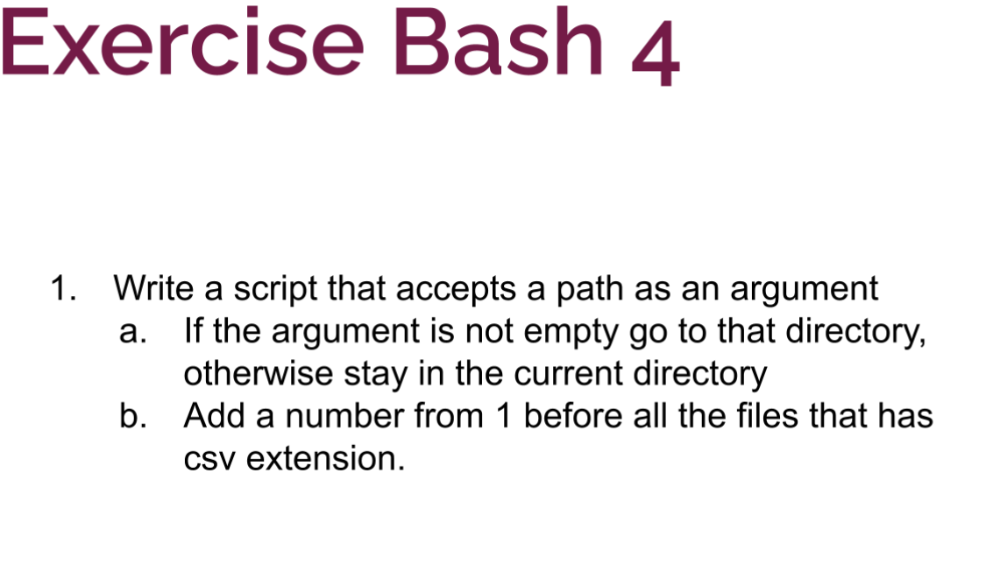 Exercise Bash 4
1. Write a script that accepts a path as an argument
a. If the argument is not empty go to that directory,
otherwise stay in the current directory
b. Add a number from 1 before all the files that has
csv extension.